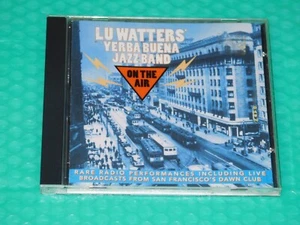 LU WATTERS'
YERBA BUENA
JAZZ BAND
ON THE
AIR
RARE RADIO PERFORMANCES INCLUDING LIVE
BROADCASTS FROM SAN FRANCISCO'S DAWN CLUB